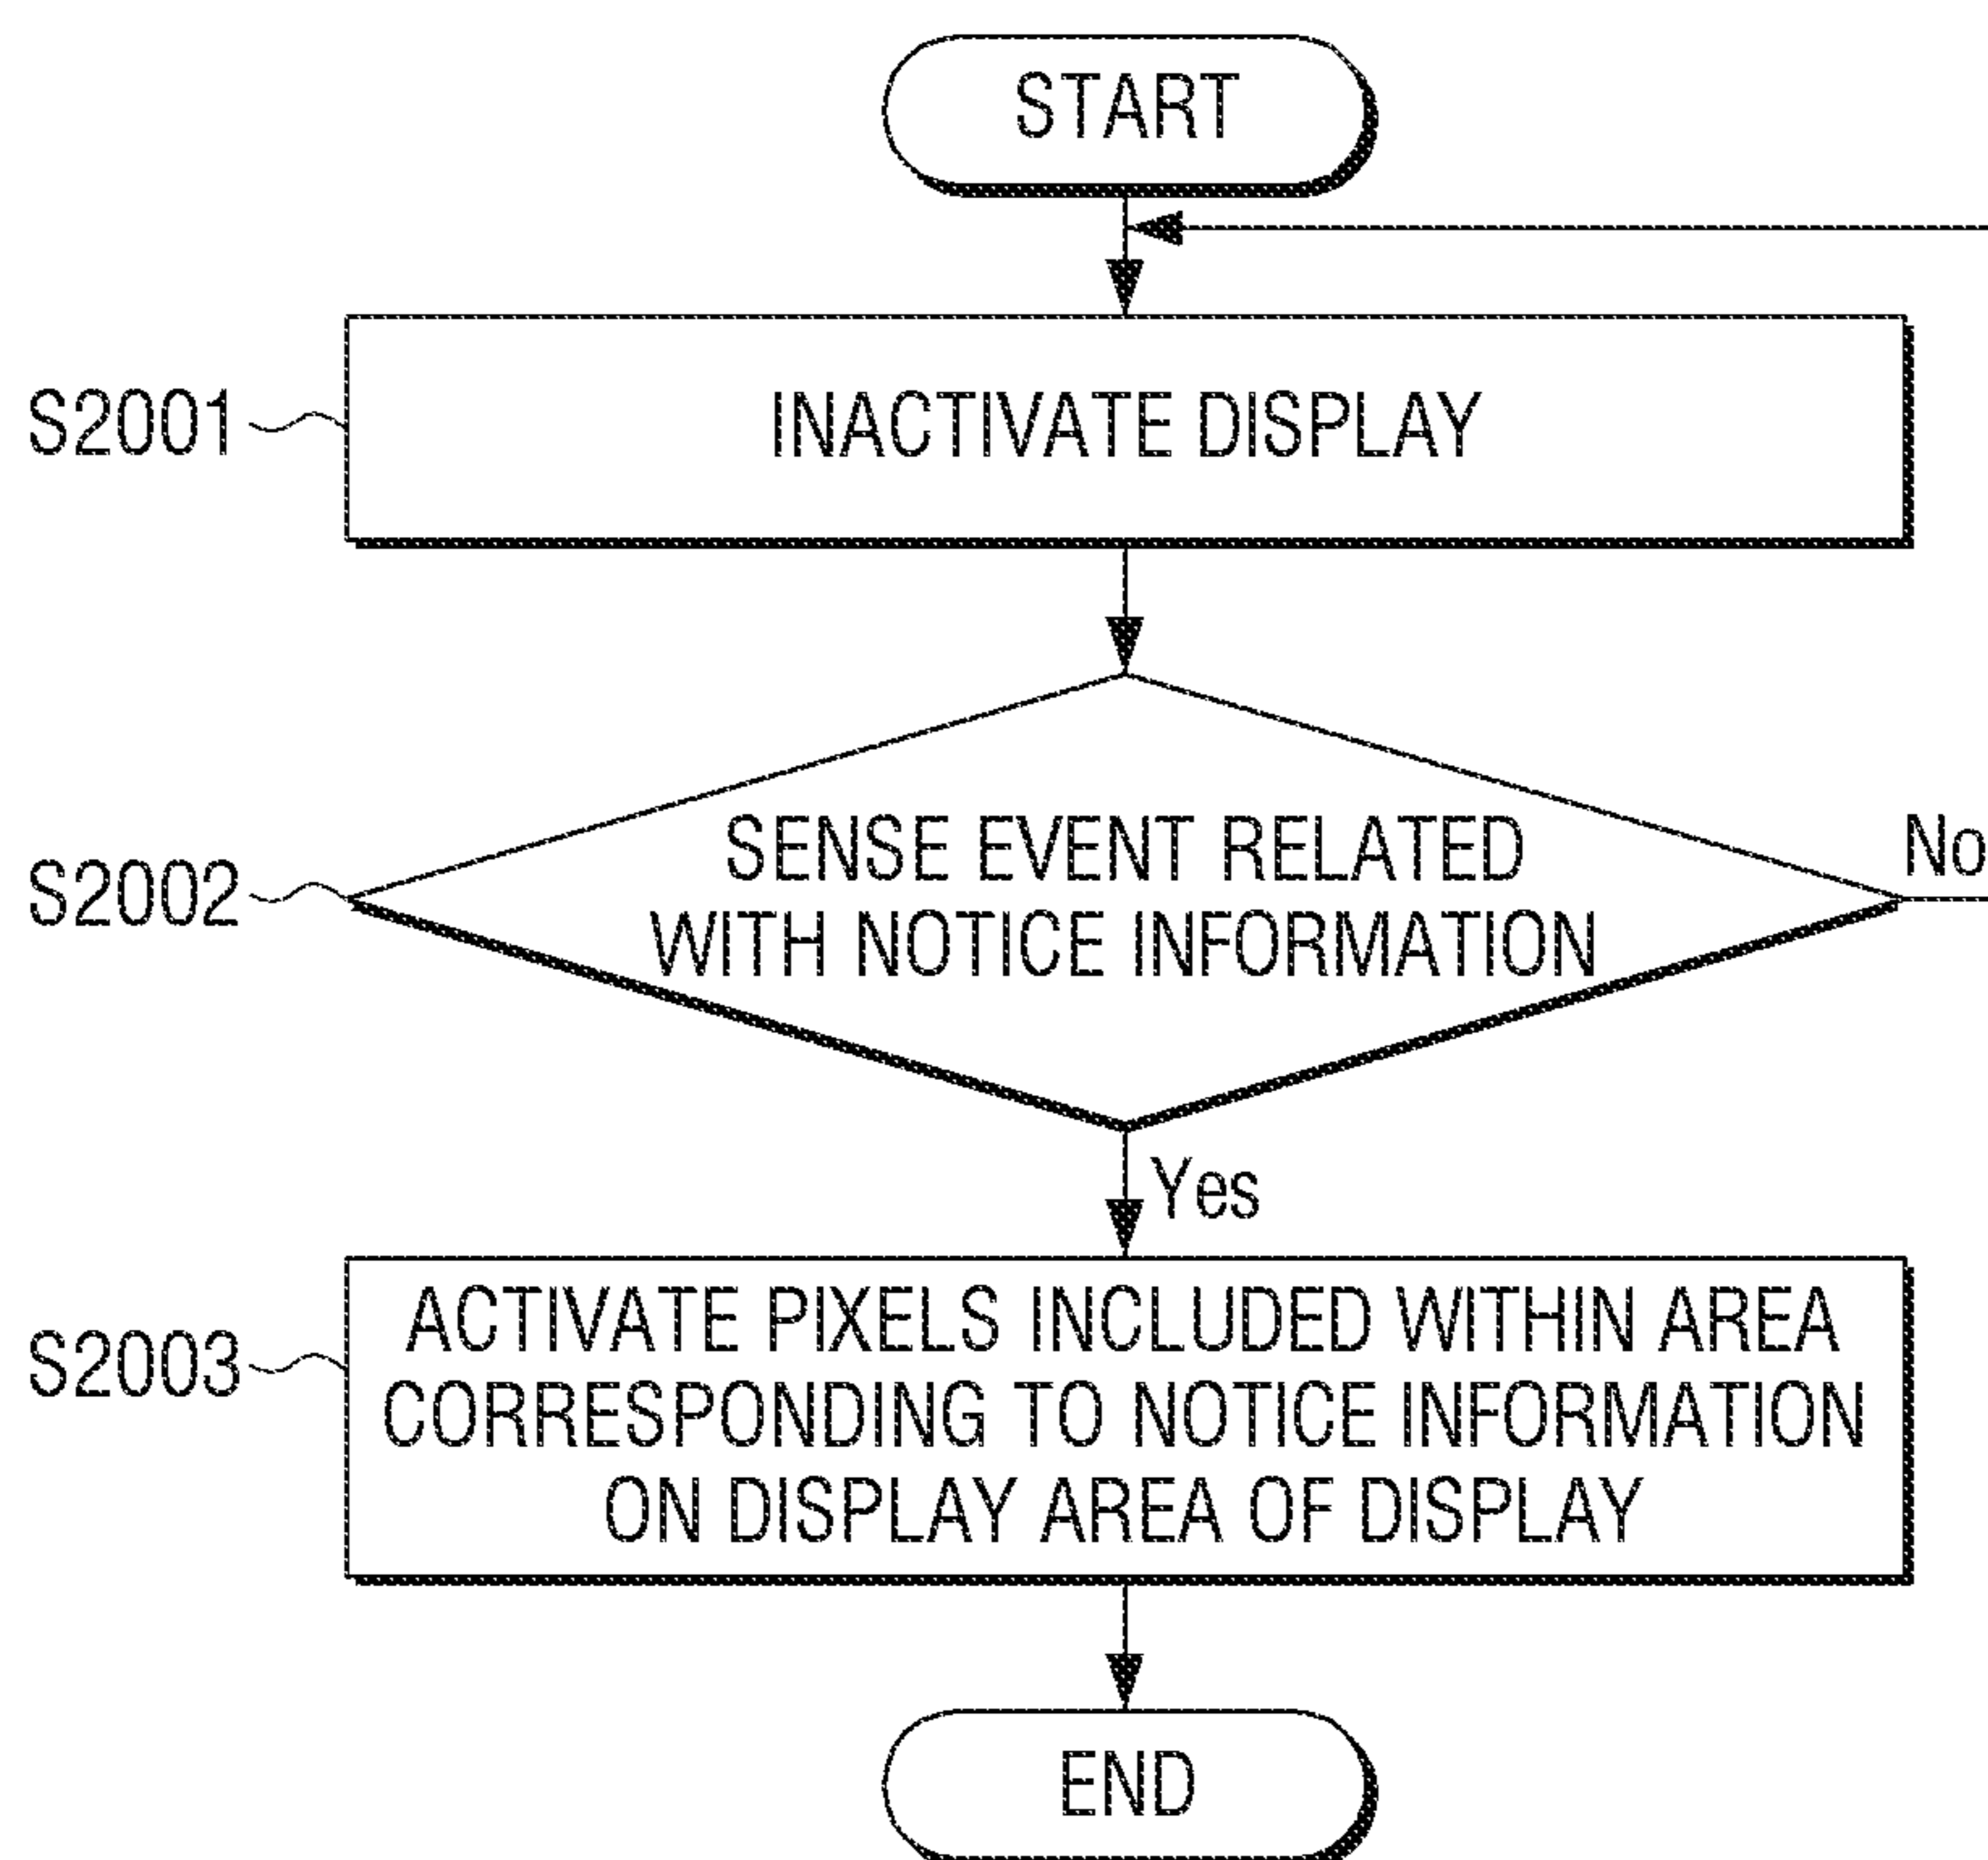 START
S2001
INACTIVATE DISPLAY
S2002
SENSE EVENT RELATED
WITH NOTICE INFORMATION
No
Yes
S2003
ACTIVATE PIXELS INCLUDED WITHIN AREA
CORRESPONDING TO NOTICE INFORMATION
ON DISPLAY AREA OF DISPLAY
END